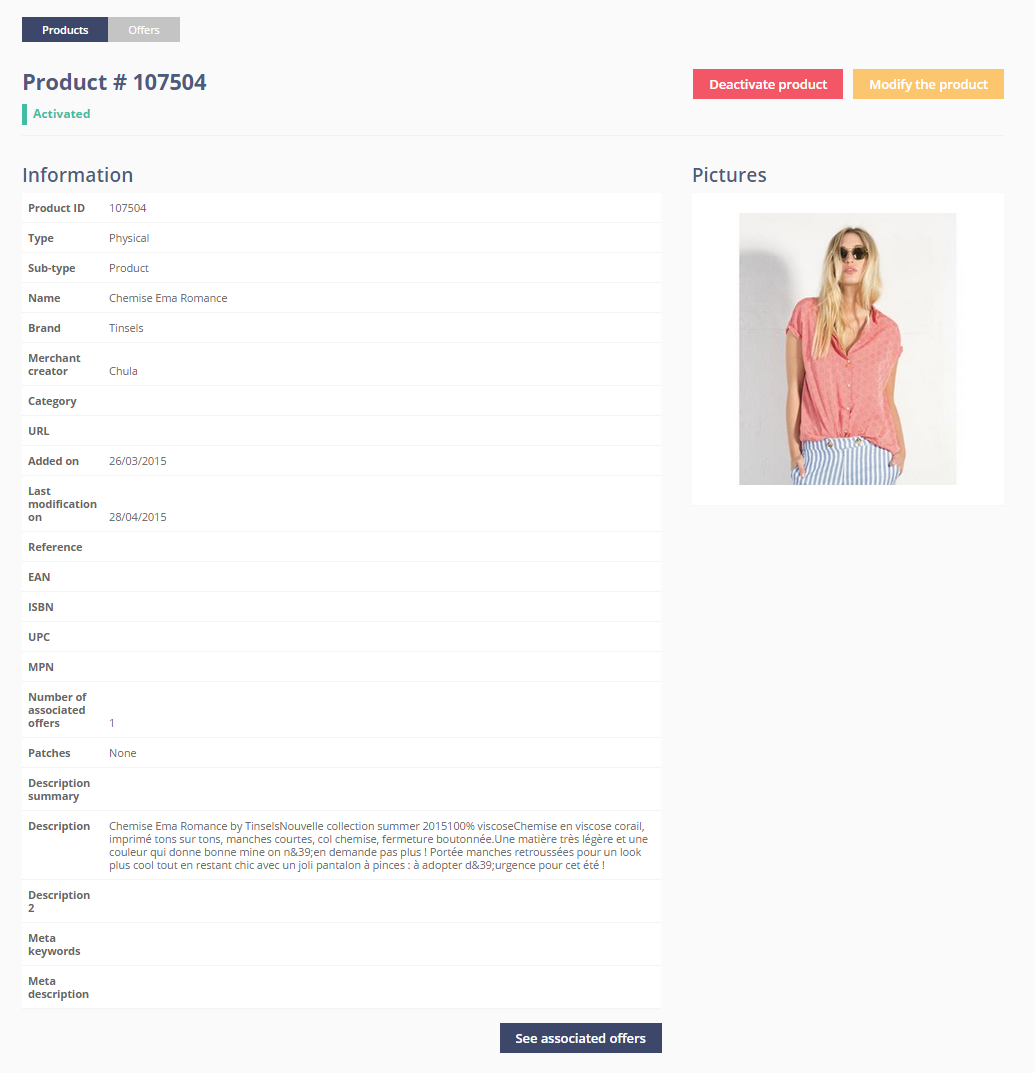 Products Offers
Product # 107504
Deactivate product Modify the product
Activated
Information
Product ID 107504
Type Physical
Sub-type Product
Name Chemise Ema Romance
Brand Tinsels
Merchant
creator Chula
Category
URL
Added on 26/03/2015
Last
modification
on 28/04/2015
Reference
EAN
ISBN
UPC
MPN
Number of
associated
offers 1
Patches None
Description
summary
Description Chemise Ema Romance by TinselsNouvelle collection summer 2015100% viscoseChemise en viscose corail,
imprimé tons sur tons, manches courtes, col chemise, fermeture boutonnée.Une matière très légère et une
couleur qui donne bonne mine on n&39;en demande pas plus ! Portée manches retroussées pour un look
plus cool tout en restant chic avec un joli pantalon à pinces : à adopter d&39;urgence pour cet été !
Description
2
Meta
keywords
Meta
description
See associated offers
Pictures